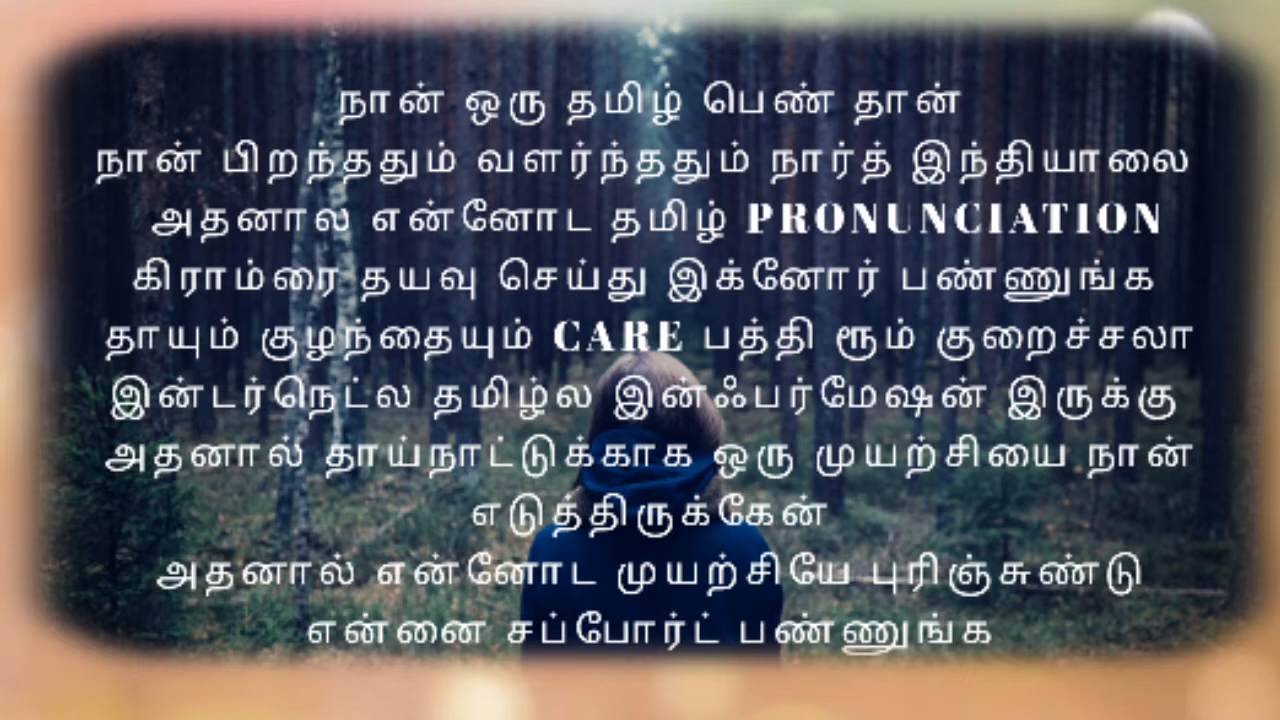 நான் ஒரு தமிழ் பெண் தான்
நான் பிறந்ததும் வளர்ந்ததும் நார்த் இந்தியாலை
அதனால என்னோட தமிழ் PRONUNCIATION
கிராம்ரை தயவு செய்து இக்னோர் பண்ணுங்க
தாயும் குழந்தையும் CARE பத்தி ரூம் குறைச்சலா
இன்டர்நெட்ல தமிழ்ல இன்ஃபர்மேஷன் இருக்கு
அதனால் தாய்நாட்டுக்காக ஒரு முயற்சியை நான்
எடுத்திருக்கேன்
அதனால் என்னோட முயற்சியே புரிஞ்சுண்டு
என்னை சப்போர்ட் பண்ணுங்க